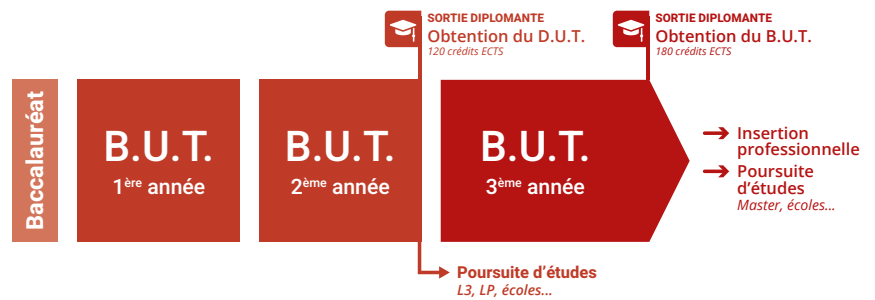 SORTIE DIPLOMANTE
Obtention du D.U.T.
120 crédits ECTS
SORTIE DIPLOMANTE
Obtention du B.U.T.
180 crédits ECTS
Baccalauréat
B.U.T.
1ère année
B.U.T.
2ème année
B.U.T.
3ème année
Insertion
professionnelle
Poursuite
d’études
Master, écoles...
Poursuite d’études
L3, LP, écoles...